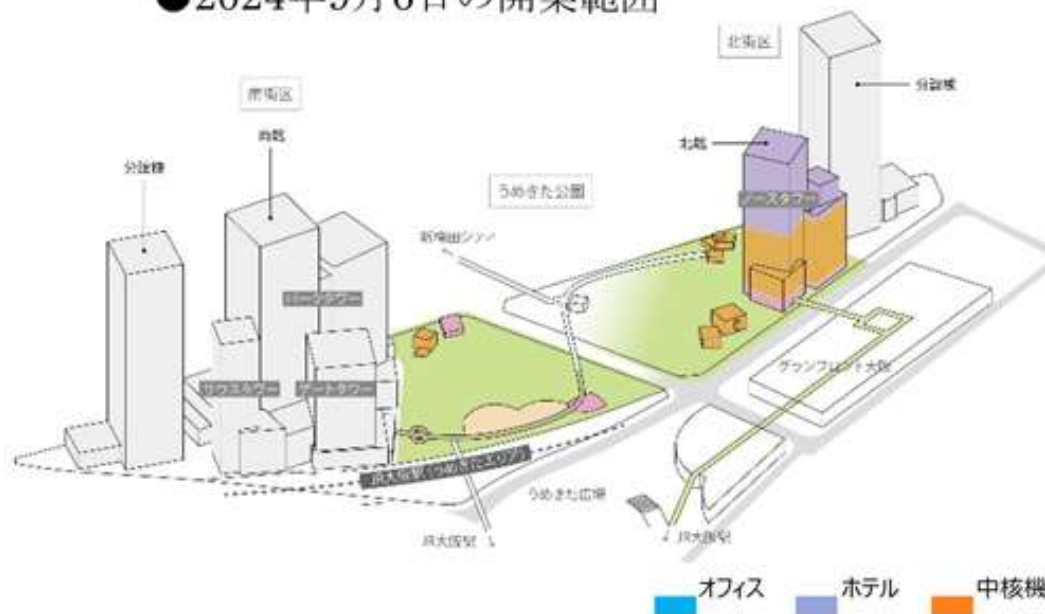 ●2024年9月6日の開業範囲
北街区
分譲棟
南街区
南館
北館
分譲棟
うめきた公園
ノースタワー
新梅田シティ
パークタワー
グランフロント大阪
サウスタワー
ゲートタワー
JR大阪駅(うめきたエリア)
うめきた広場
JR大阪駅
JR大阪駅
オフィス
ホテル
中核機